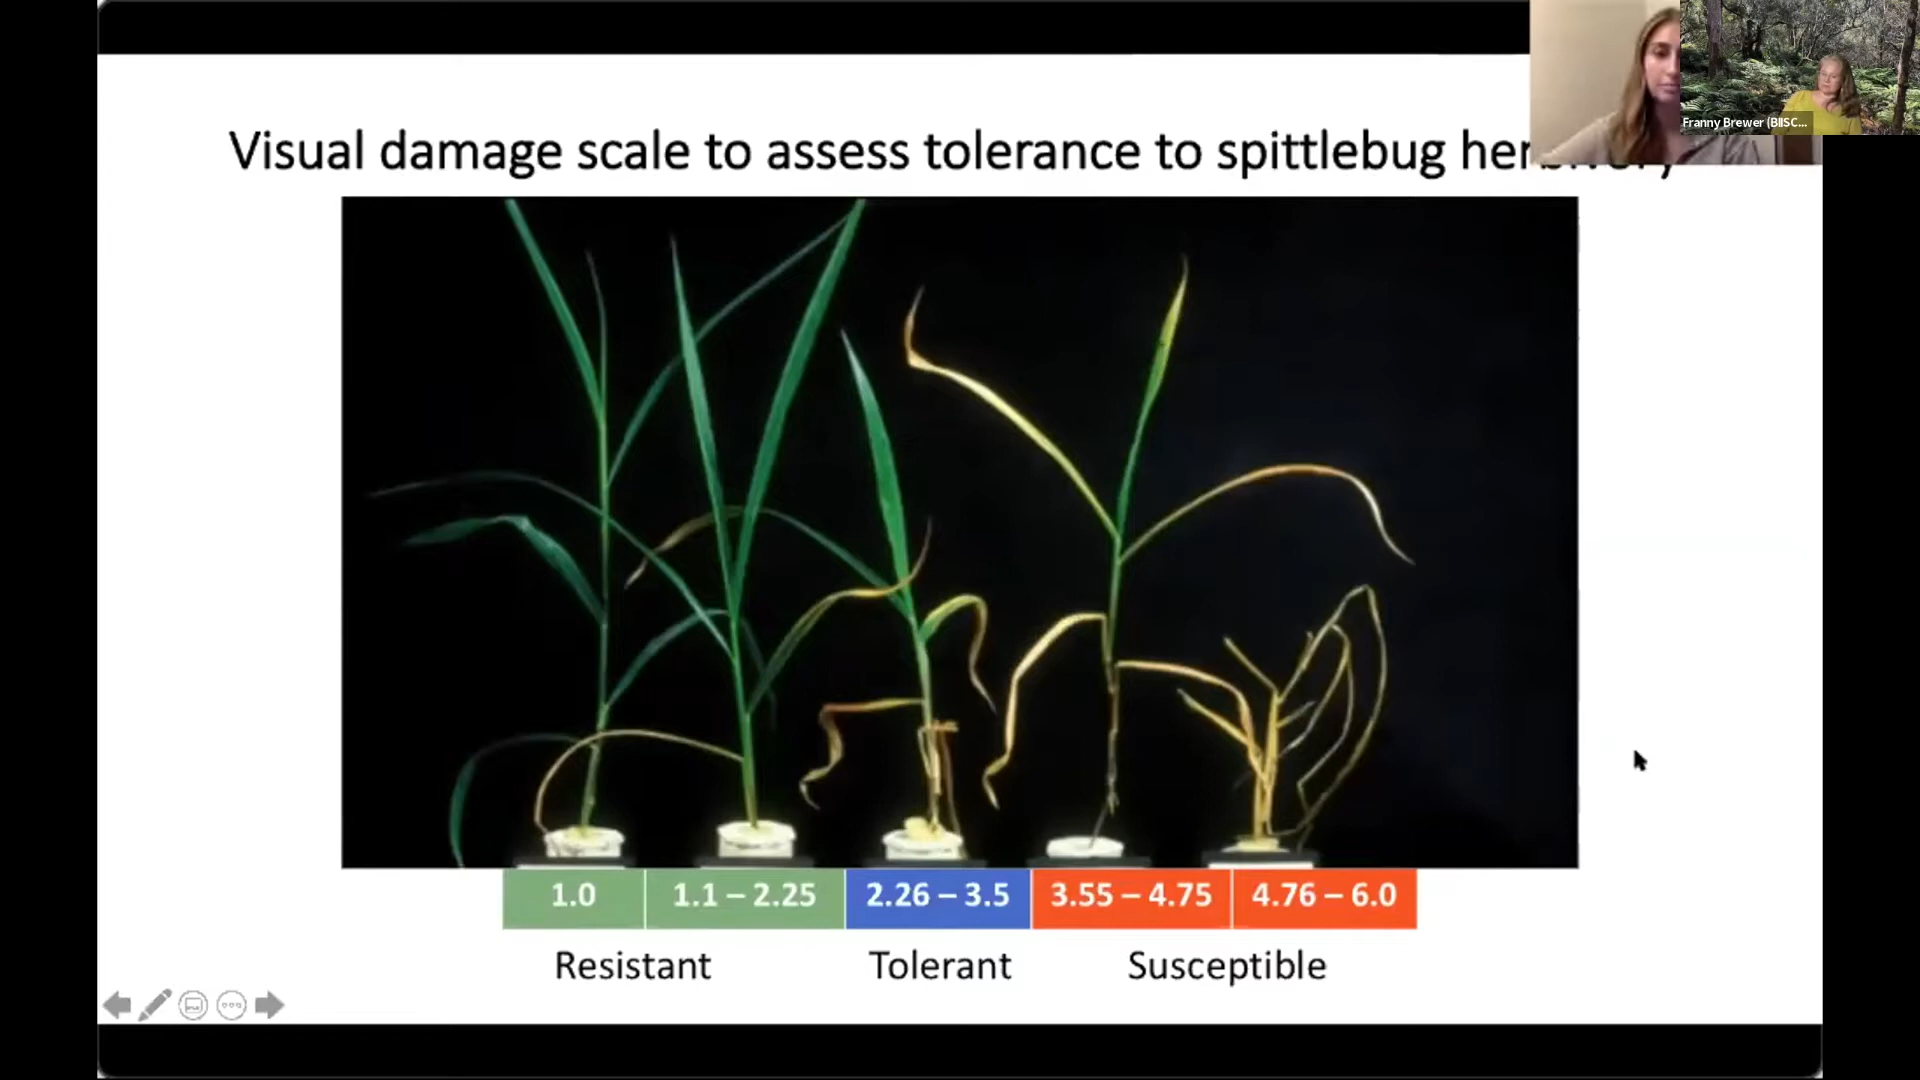 Visual damage scale to assess tolerance to spittlebug
Franny Brewer (BIISC...
1.0
1.1 – 2.25
2.26 – 3.5
3.55 – 4.75
4.76 – 6.0
Resistant
Tolerant
Susceptible